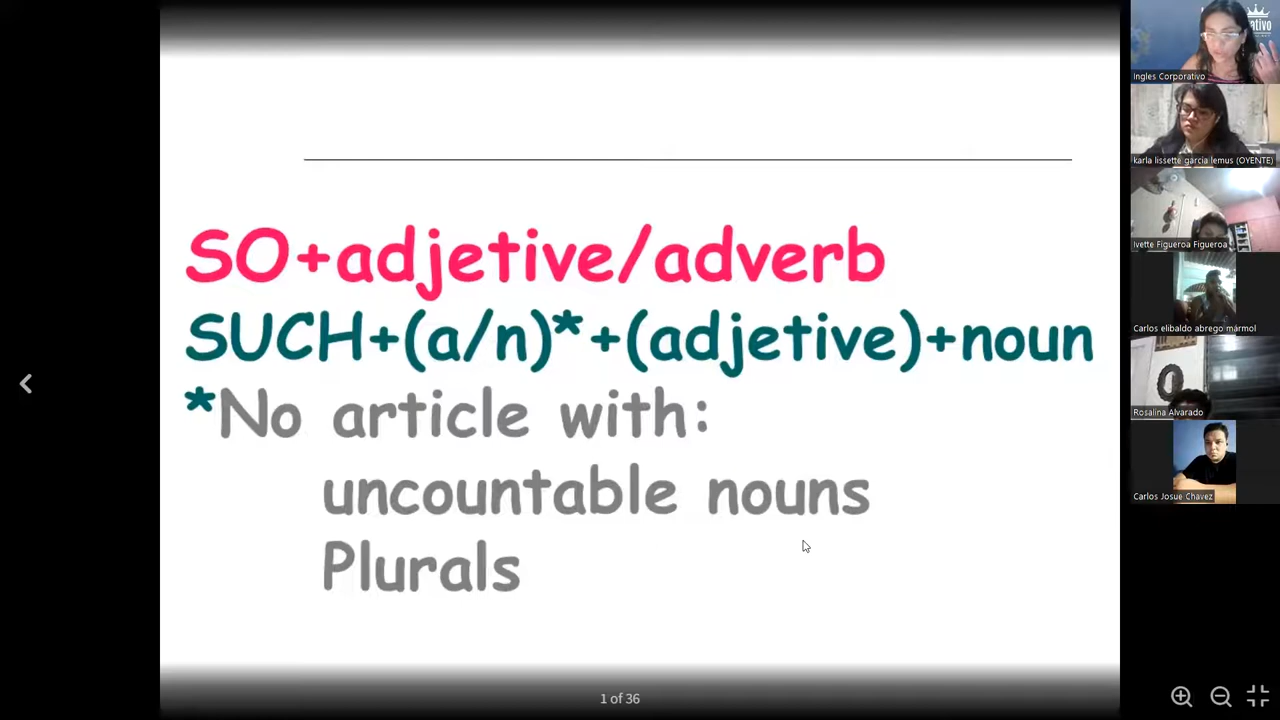 SO+adjetive/adverb
SUCH+(a/n)*+(adjetive)+noun
*No article with:
uncountable nouns
Plurals
1 of 36
Ingles Corporativo
karla lissette garcia lemus (OYENTE)
Ivette Figueroa Figueroa
Carlos elibaldo abrego mármol
Rosalina Alvarado
Carlos Josue Chávez